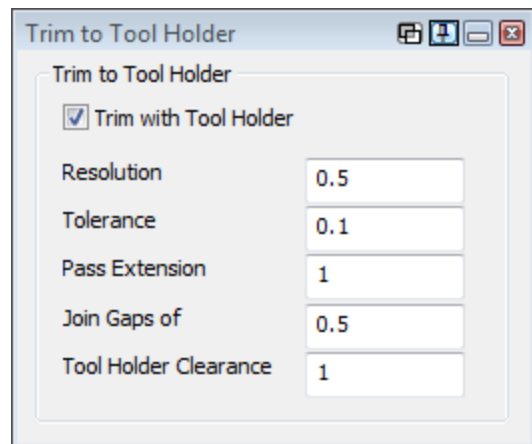 Trim to Tool Holder
Trim to Tool Holder
Trim with Tool Holder
Resolution 0.5
Tolerance 0.1
Pass Extension 1
Join Gaps of 0.5
Tool Holder Clearance 1